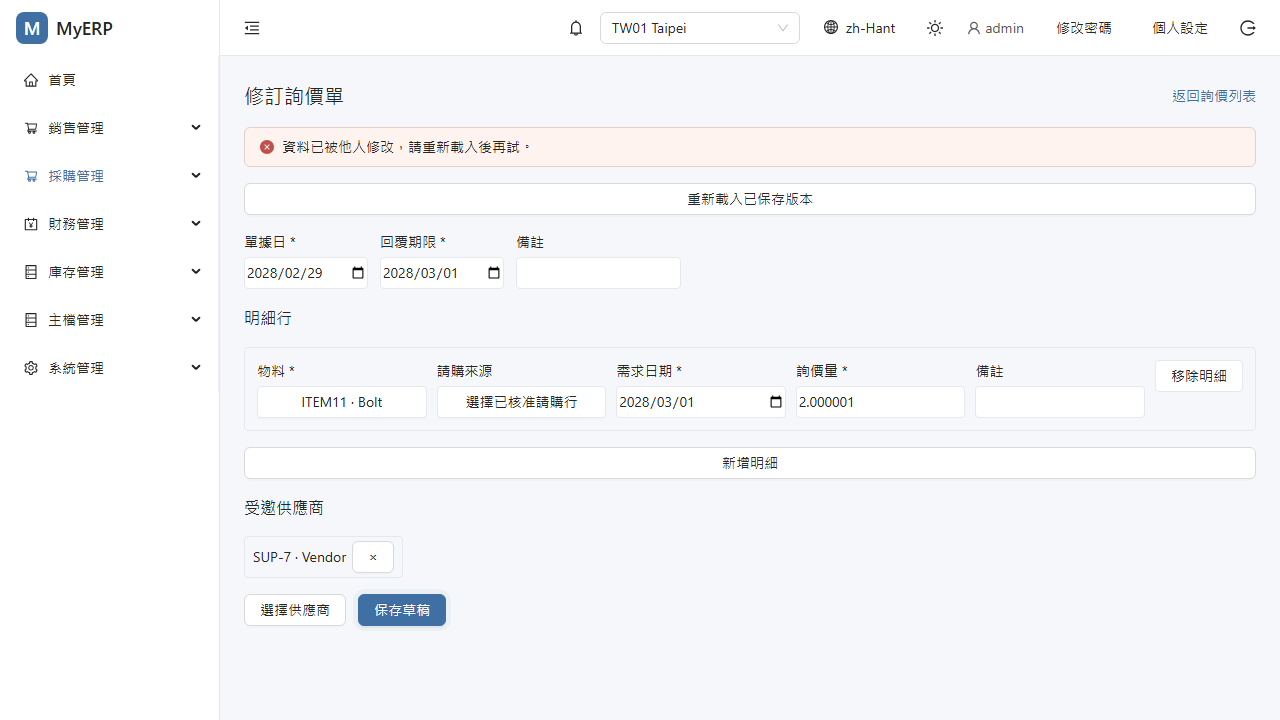 M MyERP
TW01 Taipei
zh-Hant
admin
修改密碼
個人設定
首頁
銷售管理
採購管理
財務管理
庫存管理
主檔管理
系統管理
修訂詢價單
返回詢價列表
資料已被他人修改，請重新載入後再試。
重新載入已保存版本
單據日 * 回覆期限 * 備註
2028/02/29 2028/03/01
明細行
物料 * 請購來源 需求日期 * 詢價量 * 備註 移除明細
ITEM11 · Bolt 選擇已核准請購行 2028/03/01 2.000001
新增明細
受邀供應商
SUP-7 · Vendor ×
選擇供應商 保存草稿